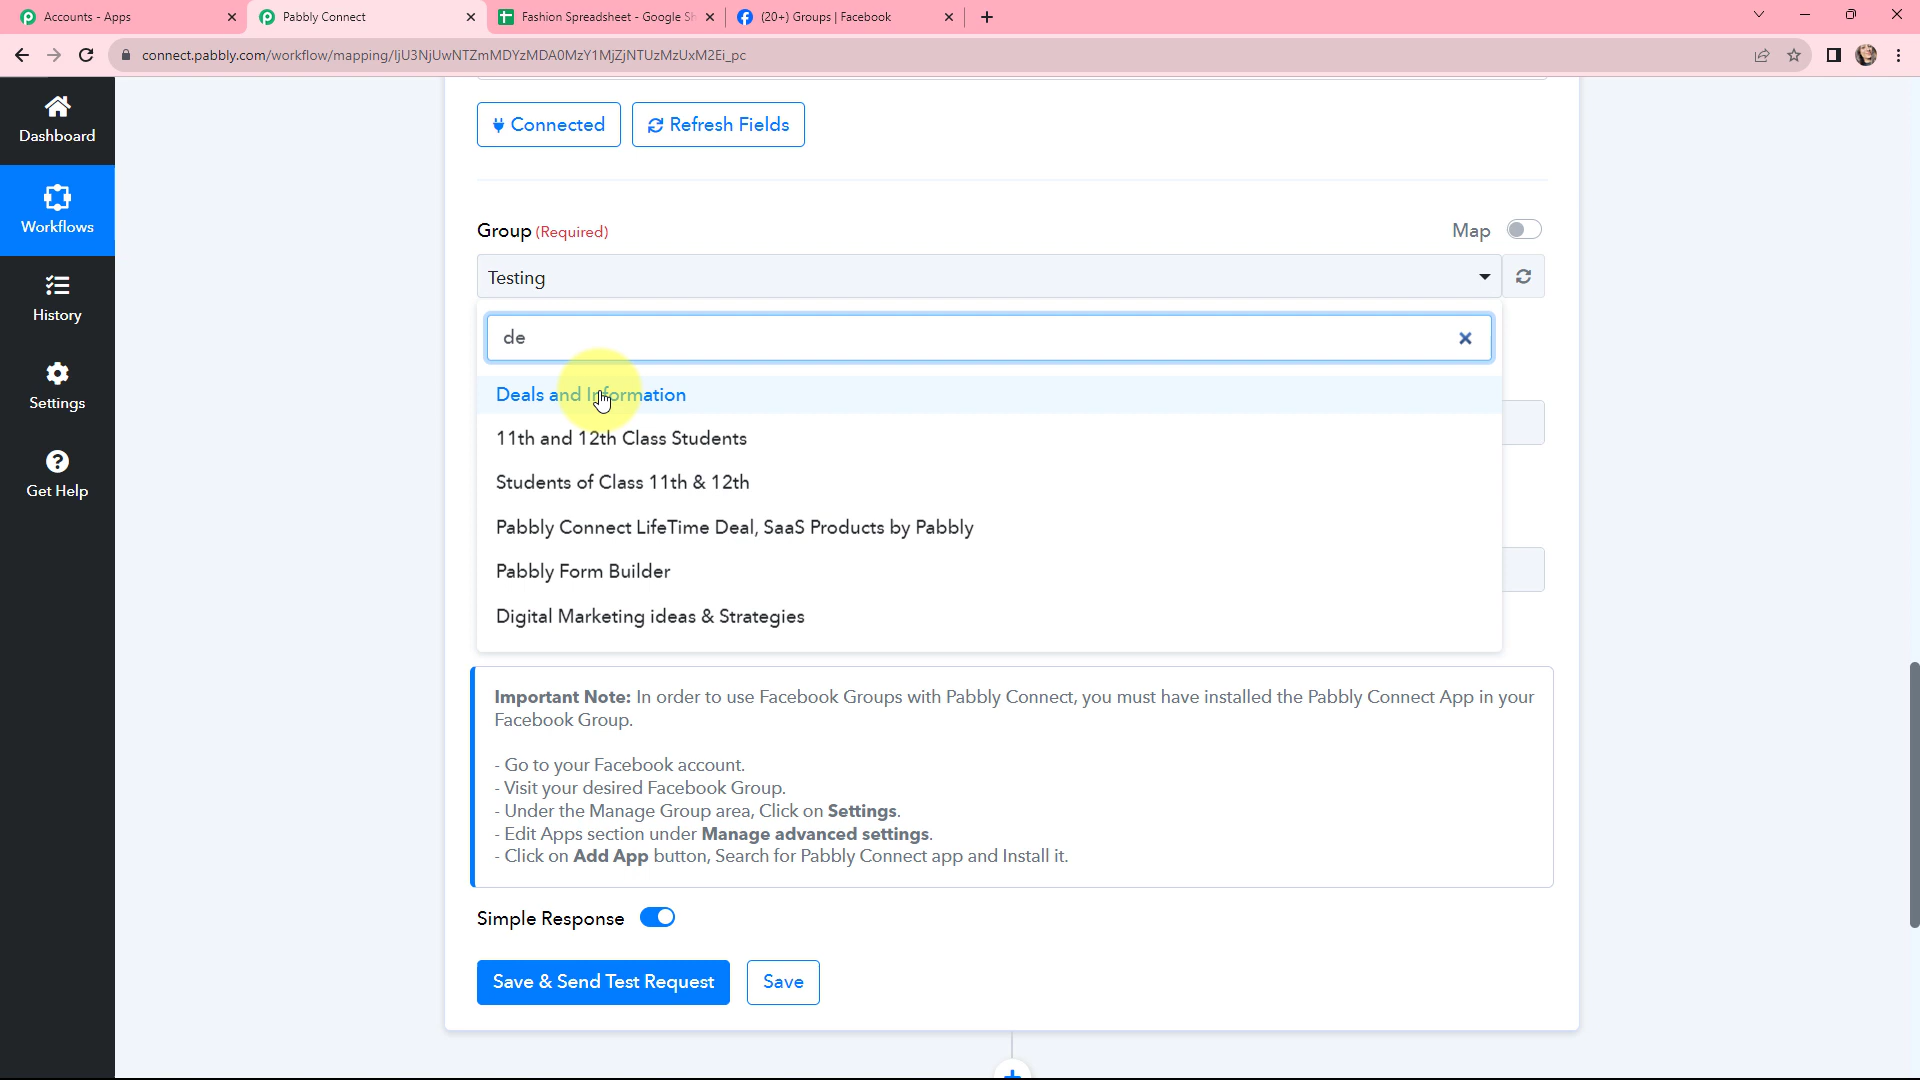 Accounts - Apps
Pabbly Connect
Fashion Spreadsheet - Google Sh
(20+) Groups | Facebook
Dashboard
Workflows
History
Settings
Get Help
Connected
Refresh Fields
Group (Required)
Map
Testing
de
Deals and Information
11th and 12th Class Students
Students of Class 11th & 12th
Pabbly Connect LifeTime Deal, SaaS Products by Pabbly
Pabbly Form Builder
Digital Marketing ideas & Strategies
Important Note: In order to use Facebook Groups with Pabbly Connect, you must have installed the Pabbly Connect App in your
Facebook Group.
- Go to your Facebook account.
- Visit your desired Facebook Group.
- Under the Manage Group area, Click on Settings.
- Edit Apps section under Manage advanced settings.
- Click on Add App button, Search for Pabbly Connect app and Install it.
Simple Response
Save & Send Test Request
Save